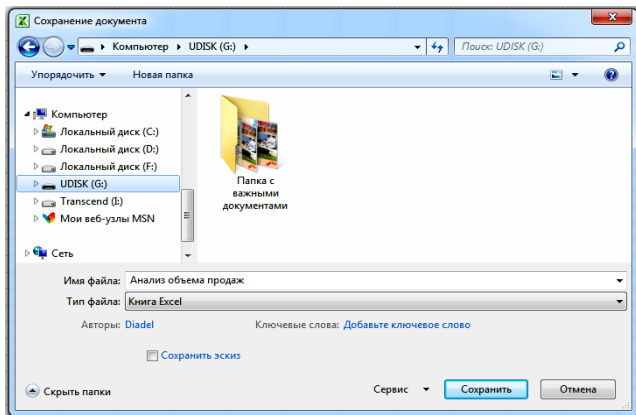 Сохранение документа
Компьютер UDISK (G:)
Поиск: UDISK (G:)
Упорядочить Новая папка
Компьютер
Локальный диск (C:)
Локальный диск (D:)
Локальный диск (F:)
UDISK (G:)
Transcend (I:)
Мои веб-узлы MSN
Сеть
Папка с
важными
документами
Имя файла: Анализ объема продаж
Тип файла: Книга Excel
Авторы: Diadel Ключевые слова: Добавьте ключевое слово
Сохранить эскиз
Скрыть папки Сервис Сохранить Отмена